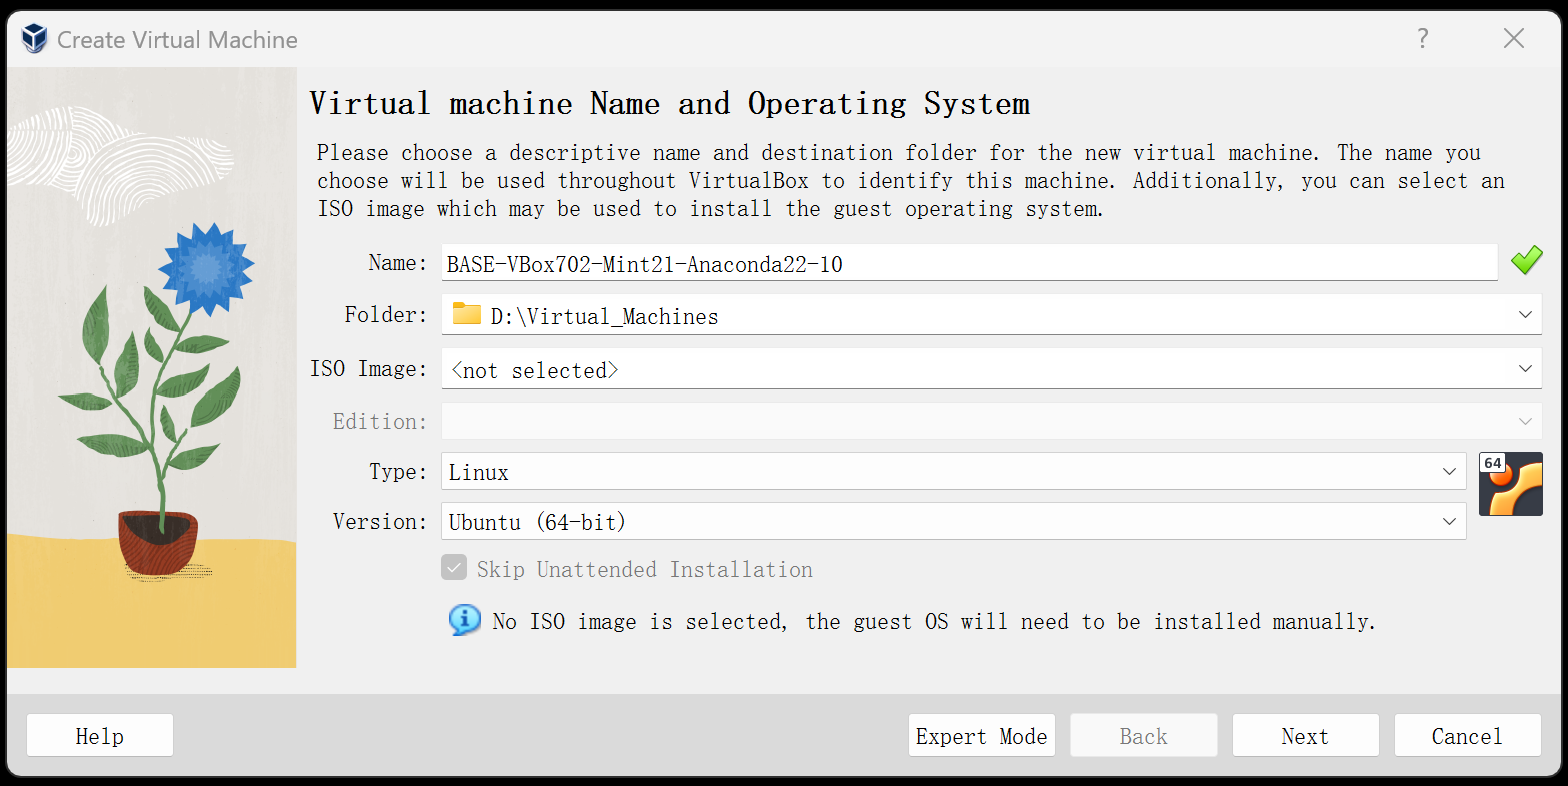 Create Virtual Machine
?
Virtual machine Name and Operating System
Please choose a descriptive name and destination folder for the new virtual machine. The name you
choose will be used throughout VirtualBox to identify this machine. Additionally, you can select an
ISO image which may be used to install the guest operating system.
Name: BASE-VBox702-Mint21-Anaconda22-10
Folder: D:\Virtual_Machines
ISO Image: <not selected>
Edition:
Type: Linux
64
Version: Ubuntu (64-bit)
Skip Unattended Installation
No ISO image is selected, the guest OS will need to be installed manually.
Help Expert Mode Back Next Cancel